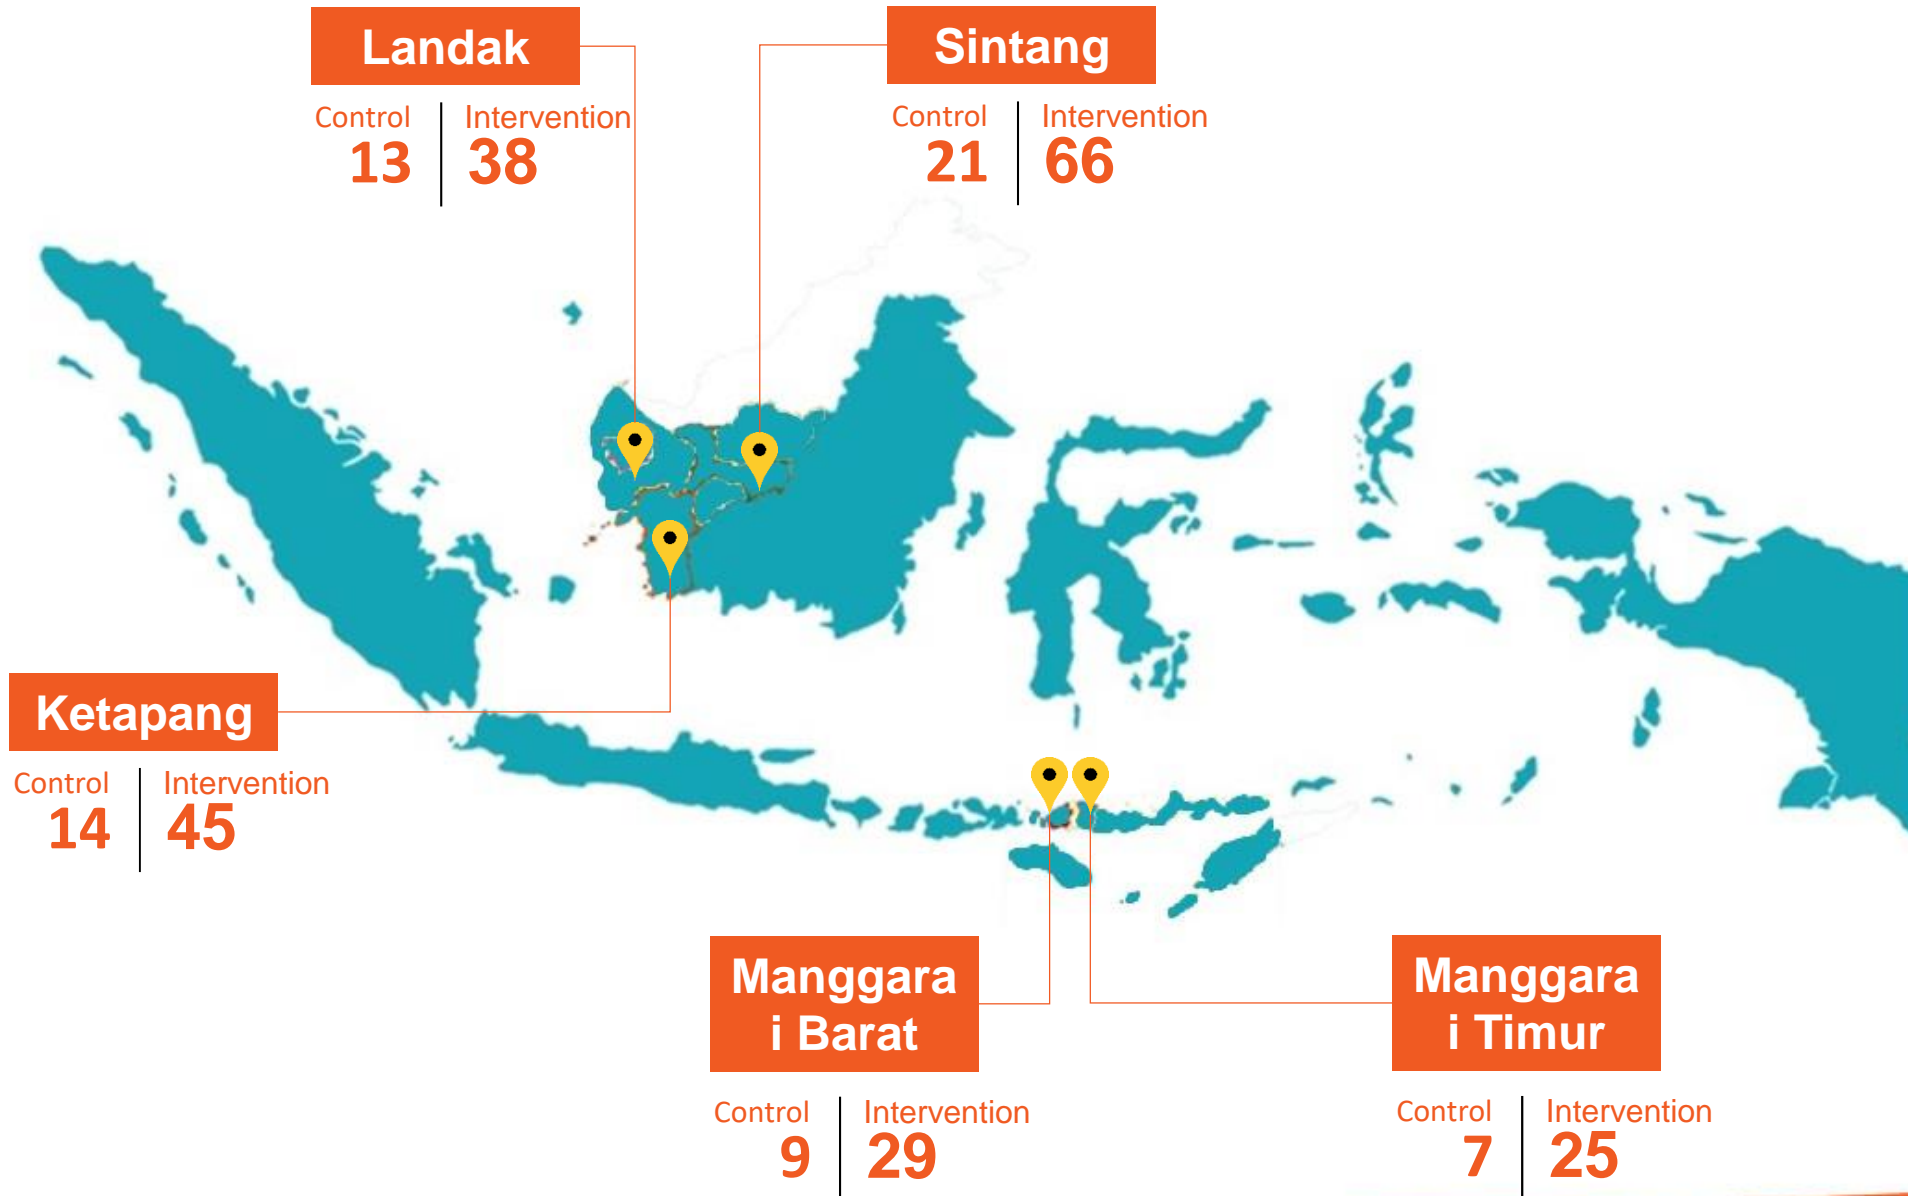 Landak
Control
Intervention
13
38
Sintang
Control
Intervention
21
66
Ketapang
Control
Intervention
14
45
Manggara
i Barat
Control
Intervention
9
29
Manggara
i Timur
Control
Intervention
7
25